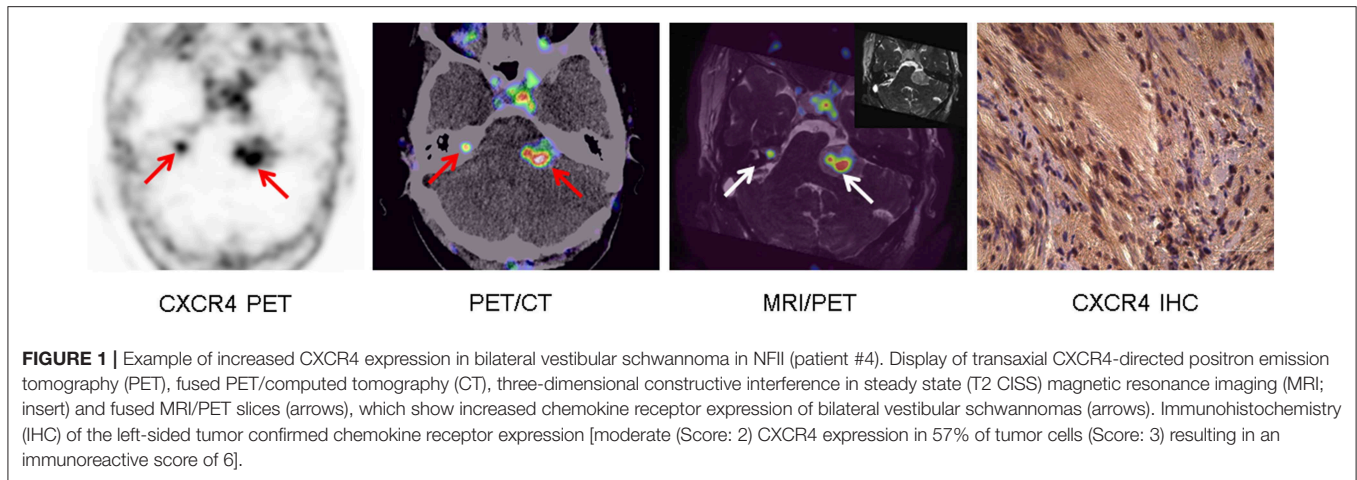 CXCR4 PET PET/CT MRI/PET CXCR4 IHC
FIGURE 1 | Example of increased CXCR4 expression in bilateral vestibular schwannoma in NFII (patient #4). Display of transaxial CXCR4-directed positron emission
tomography (PET), fused PET/computed tomography (CT), three-dimensional constructive interference in steady state (T2 CISS) magnetic resonance imaging (MRI;
insert) and fused MRI/PET slices (arrows), which show increased chemokine receptor expression of bilateral vestibular schwannomas (arrows). Immunohistochemistry
(IHC) of the left-sided tumor confirmed chemokine receptor expression [moderate (Score: 2) CXCR4 expression in 57% of tumor cells (Score: 3) resulting in an
immunoreactive score of 6].